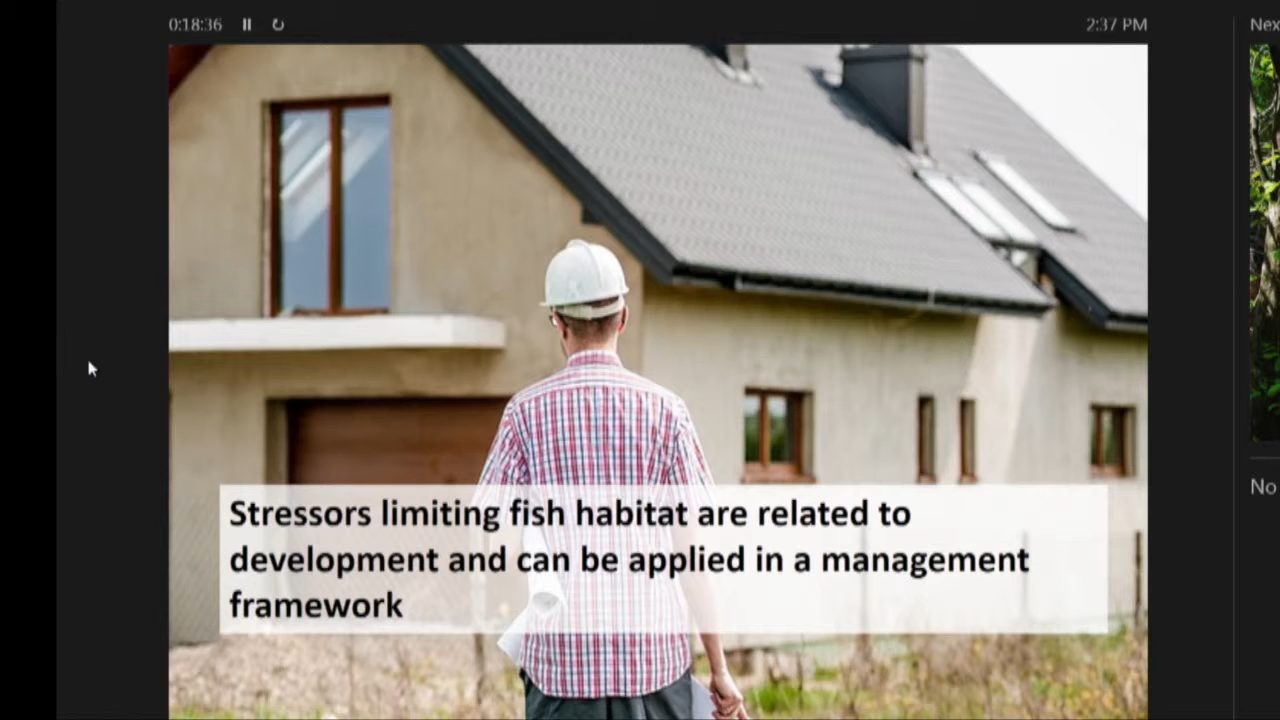 0:18:36
2:37 PM
Stressors limiting fish habitat are related to
development and can be applied in a management
framework
No